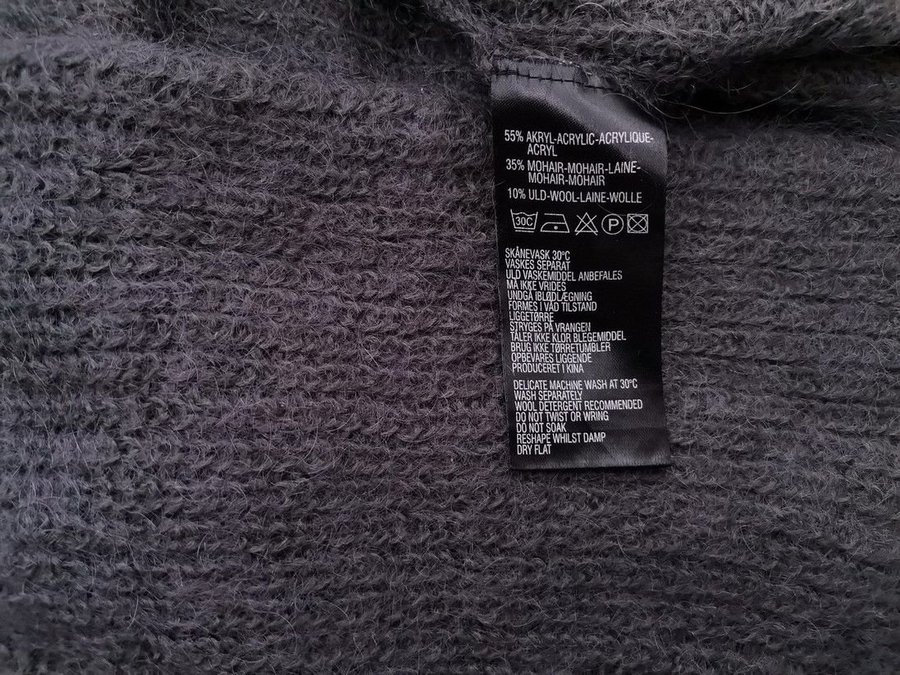 55% AKRYL-ACRYLIC-ACRYLIQUE-
ACRYL
35% MOHAIR-MOHAIR-LAINE-
MOHAIR-MOHAIR
10% ULD-WOOL-LAINE-WOLLE
30C P
SKÅNEVASK 30°C
VASKES SEPARAT
ULD VASKEMIDDEL ANBEFALES
MÅ IKKE VRIDES
UNDGÅ IBLØDLÆGNING
FORMES I VÅD TILSTAND
LIGGETØRRE
STRYGES PÅ VRANGEN
TÅLER IKKE KLOR BLEGEMIDDEL
BRUG IKKE TØRRETUMBLER
OPBEVARES LIGGENDE
PRODUCERET I KINA
DELICATE MACHINE WASH AT 30°C
WASH SEPARATELY
WOOL DETERGENT RECOMMENDED
DO NOT TWIST OR WRING
DO NOT SOAK
RESHAPE WHILST DAMP
DRY FLAT